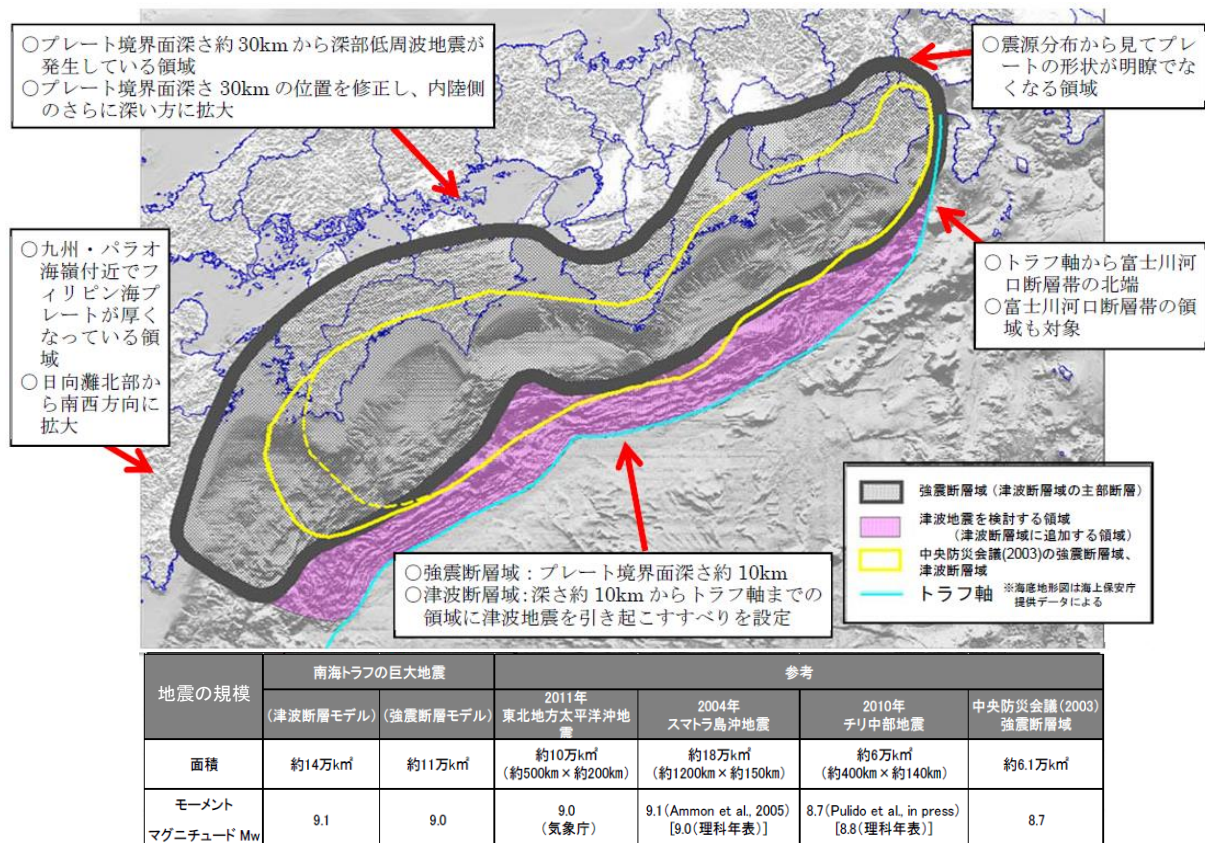 ○プレート境界面深さ約 30km から深部低周波地震が
発生している領域
○プレート境界面深さ 30km の位置を修正し、内陸側
のさらに深い方に拡大
○震源分布から見てプレ
ートの形状が明瞭でな
くなる領域
○九州・パラオ
海嶺付近でフ
ィリピン海プ
レートが厚く
なっている領
域
○日向灘北部か
ら南西方向に
拡大
○トラフ軸から富士川河
口断層帯の北端
○富士川河口断層帯の領
域も対象
○強震断層域：プレート境界面深さ約 10km
○津波断層域：深さ約 10km からトラフ軸までの
領域に津波地震を引き起こすすべりを設定
強震断層域（津波断層域の主部断層）
津波地震を検討する領域
（津波断層域に追加する領域）
中央防災会議(2003)の強震断層域、
津波断層域
トラフ軸 ※海底地形図は海上保安庁
提供データによる
地震の規模
南海トラフの巨大地震
参考
（津波断層モデル）
（強震断層モデル）
2011年
東北地方太平洋沖地
震
2004年
スマトラ島沖地震
2010年
チリ中部地震
中央防災会議(2003)
強震断層域
面積
約14万km²
約11万km²
約10万km²
（約500km×約200km）
約18万km²
（約1200km×約150km）
約6万km²
（約400km×約140km）
約6.1万km²
モーメント
マグニチュード Mw
9.1
9.0
9.0
（気象庁）
9.1(Ammon et al., 2005)
[9.0(理科年表)]
8.7(Pulido et al., in press)
[8.8(理科年表)]
8.7